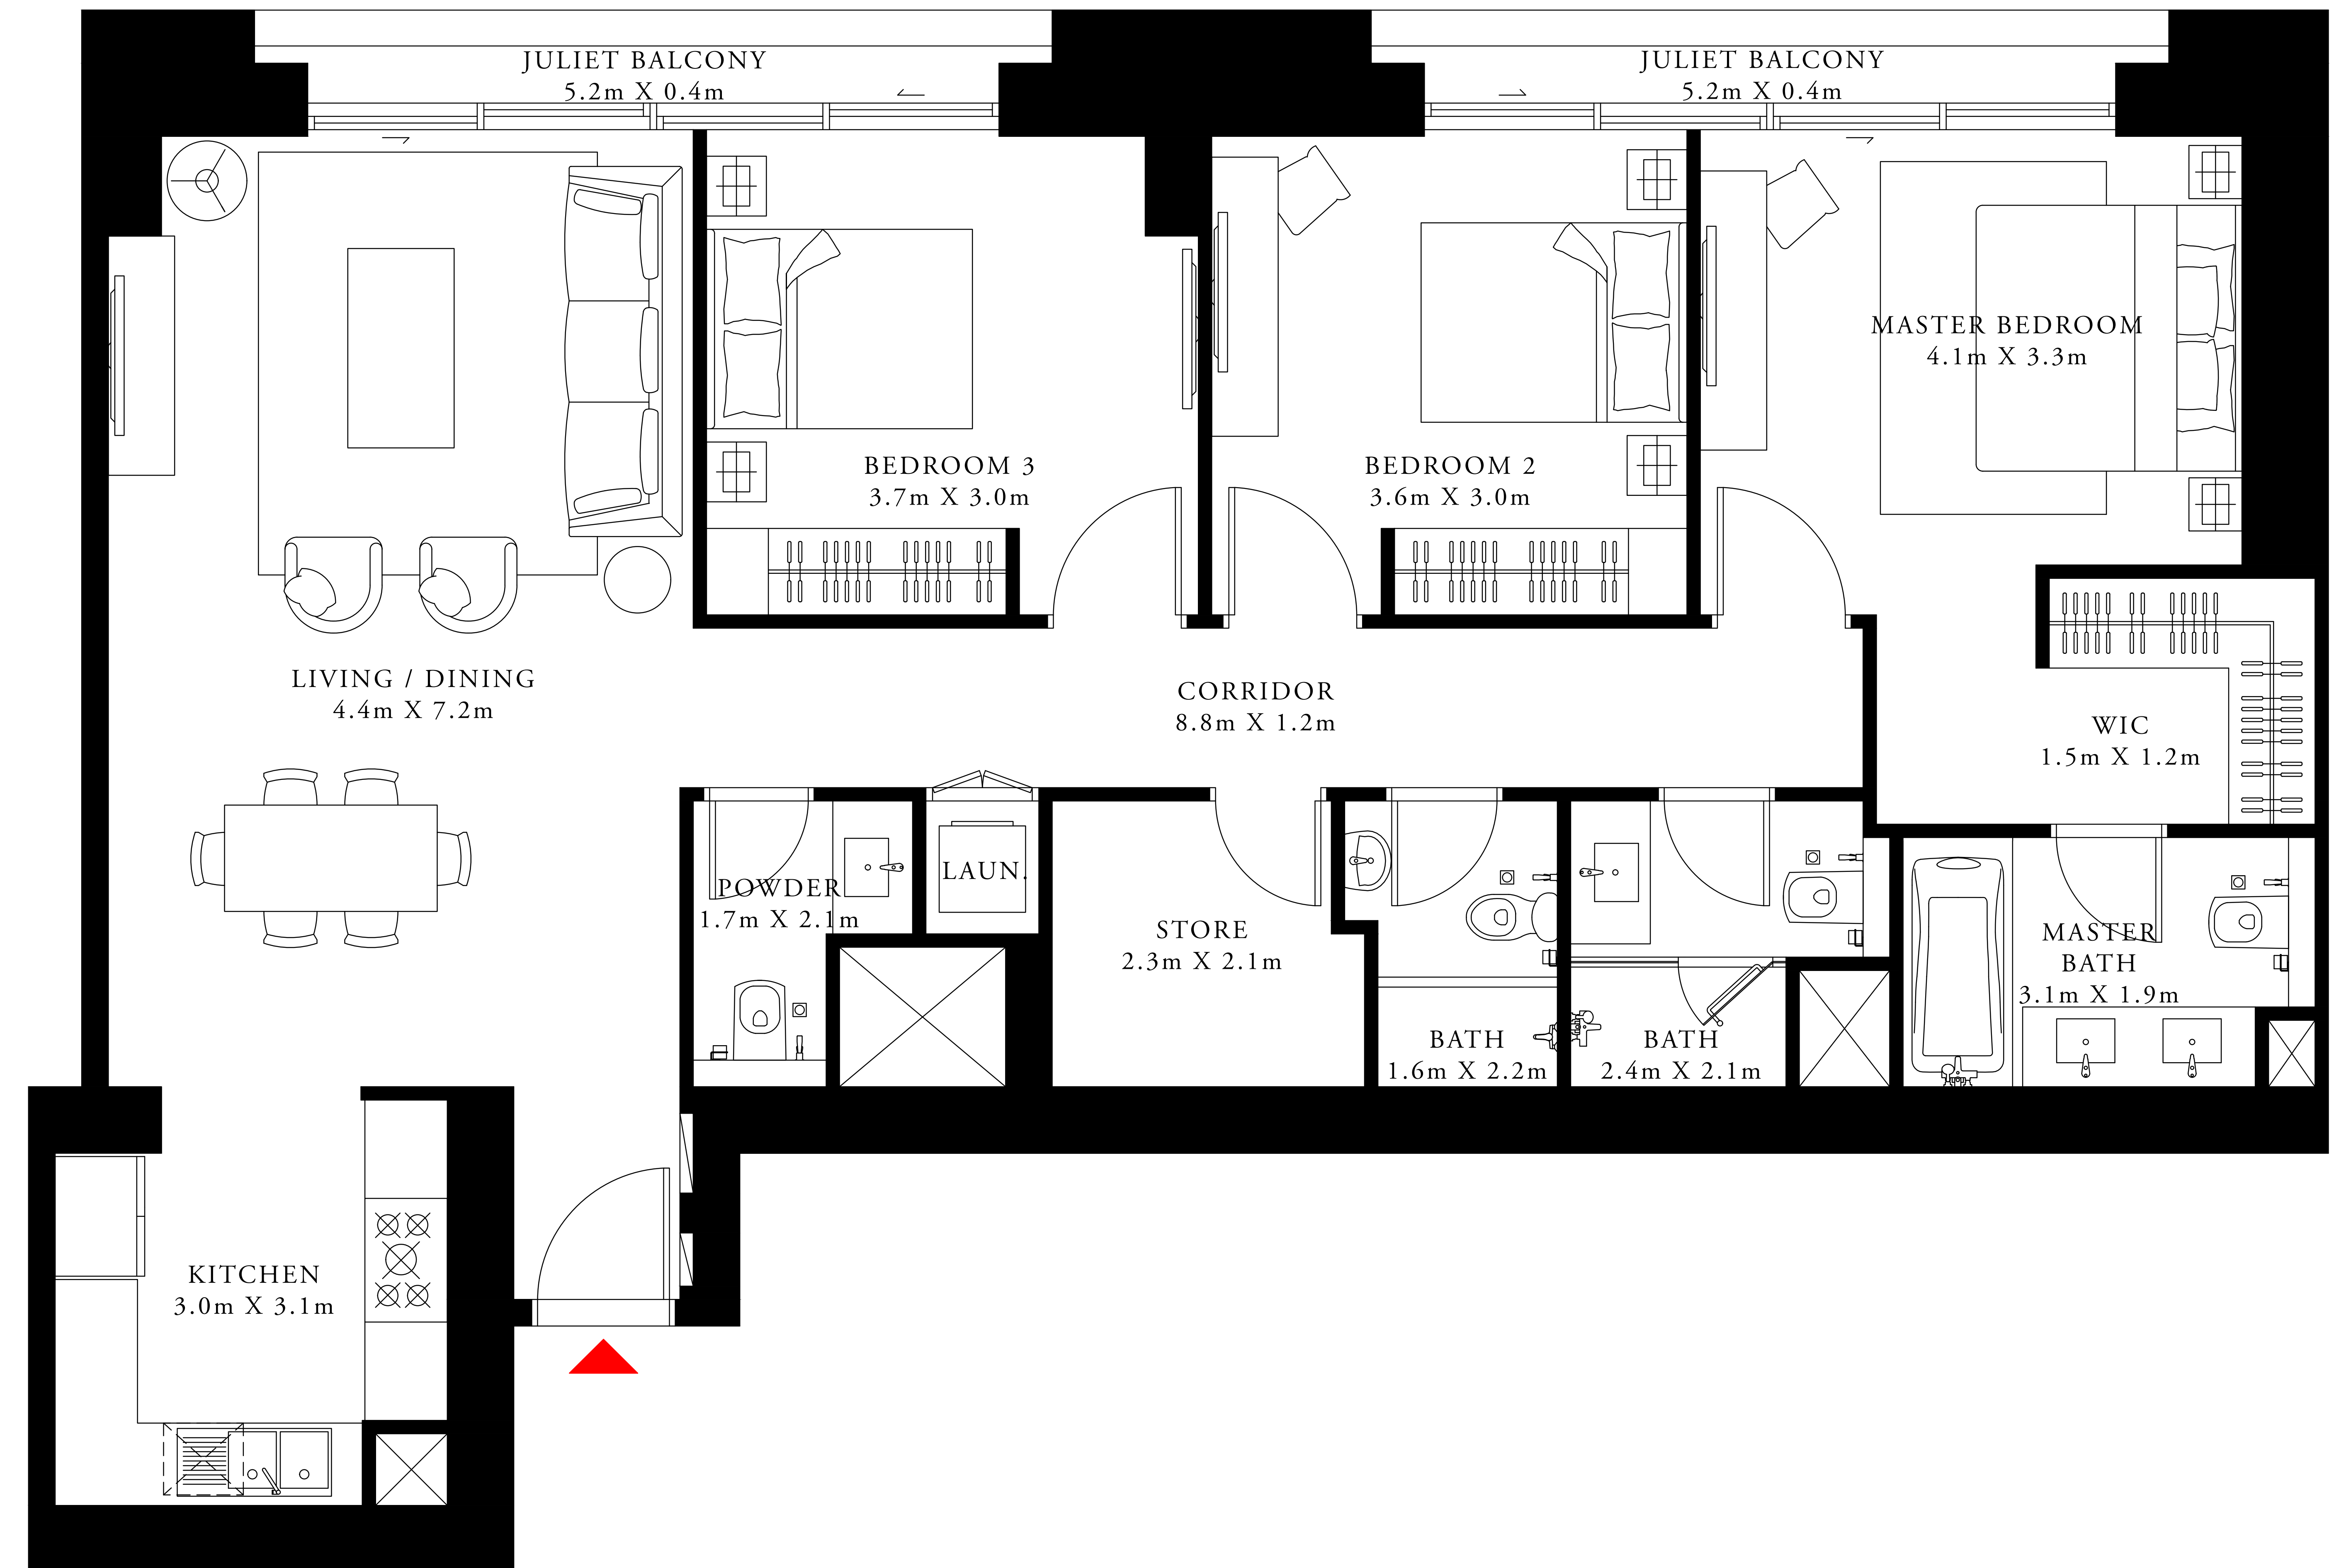 JULIET BALCONY
5.2m X 0.4m
JULIET BALCONY
5.2m X 0.4m
MASTER BEDROOM
4.1m X 3.3m
BEDROOM 3
3.7m X 3.0m
BEDROOM 2
3.6m X 3.0m
LIVING / DINING
4.4m X 7.2m
CORRIDOR
8.8m X 1.2m
WIC
1.5m X 1.2m
LAUN.
POWDER
1.7m X 2.1m
STORE
2.3m X 2.1m
MASTER
BATH
3.1m X 1.9m
BATH
1.6m X 2.2m
BATH
2.4m X 2.1m
KITCHEN
3.0m X 3.1m